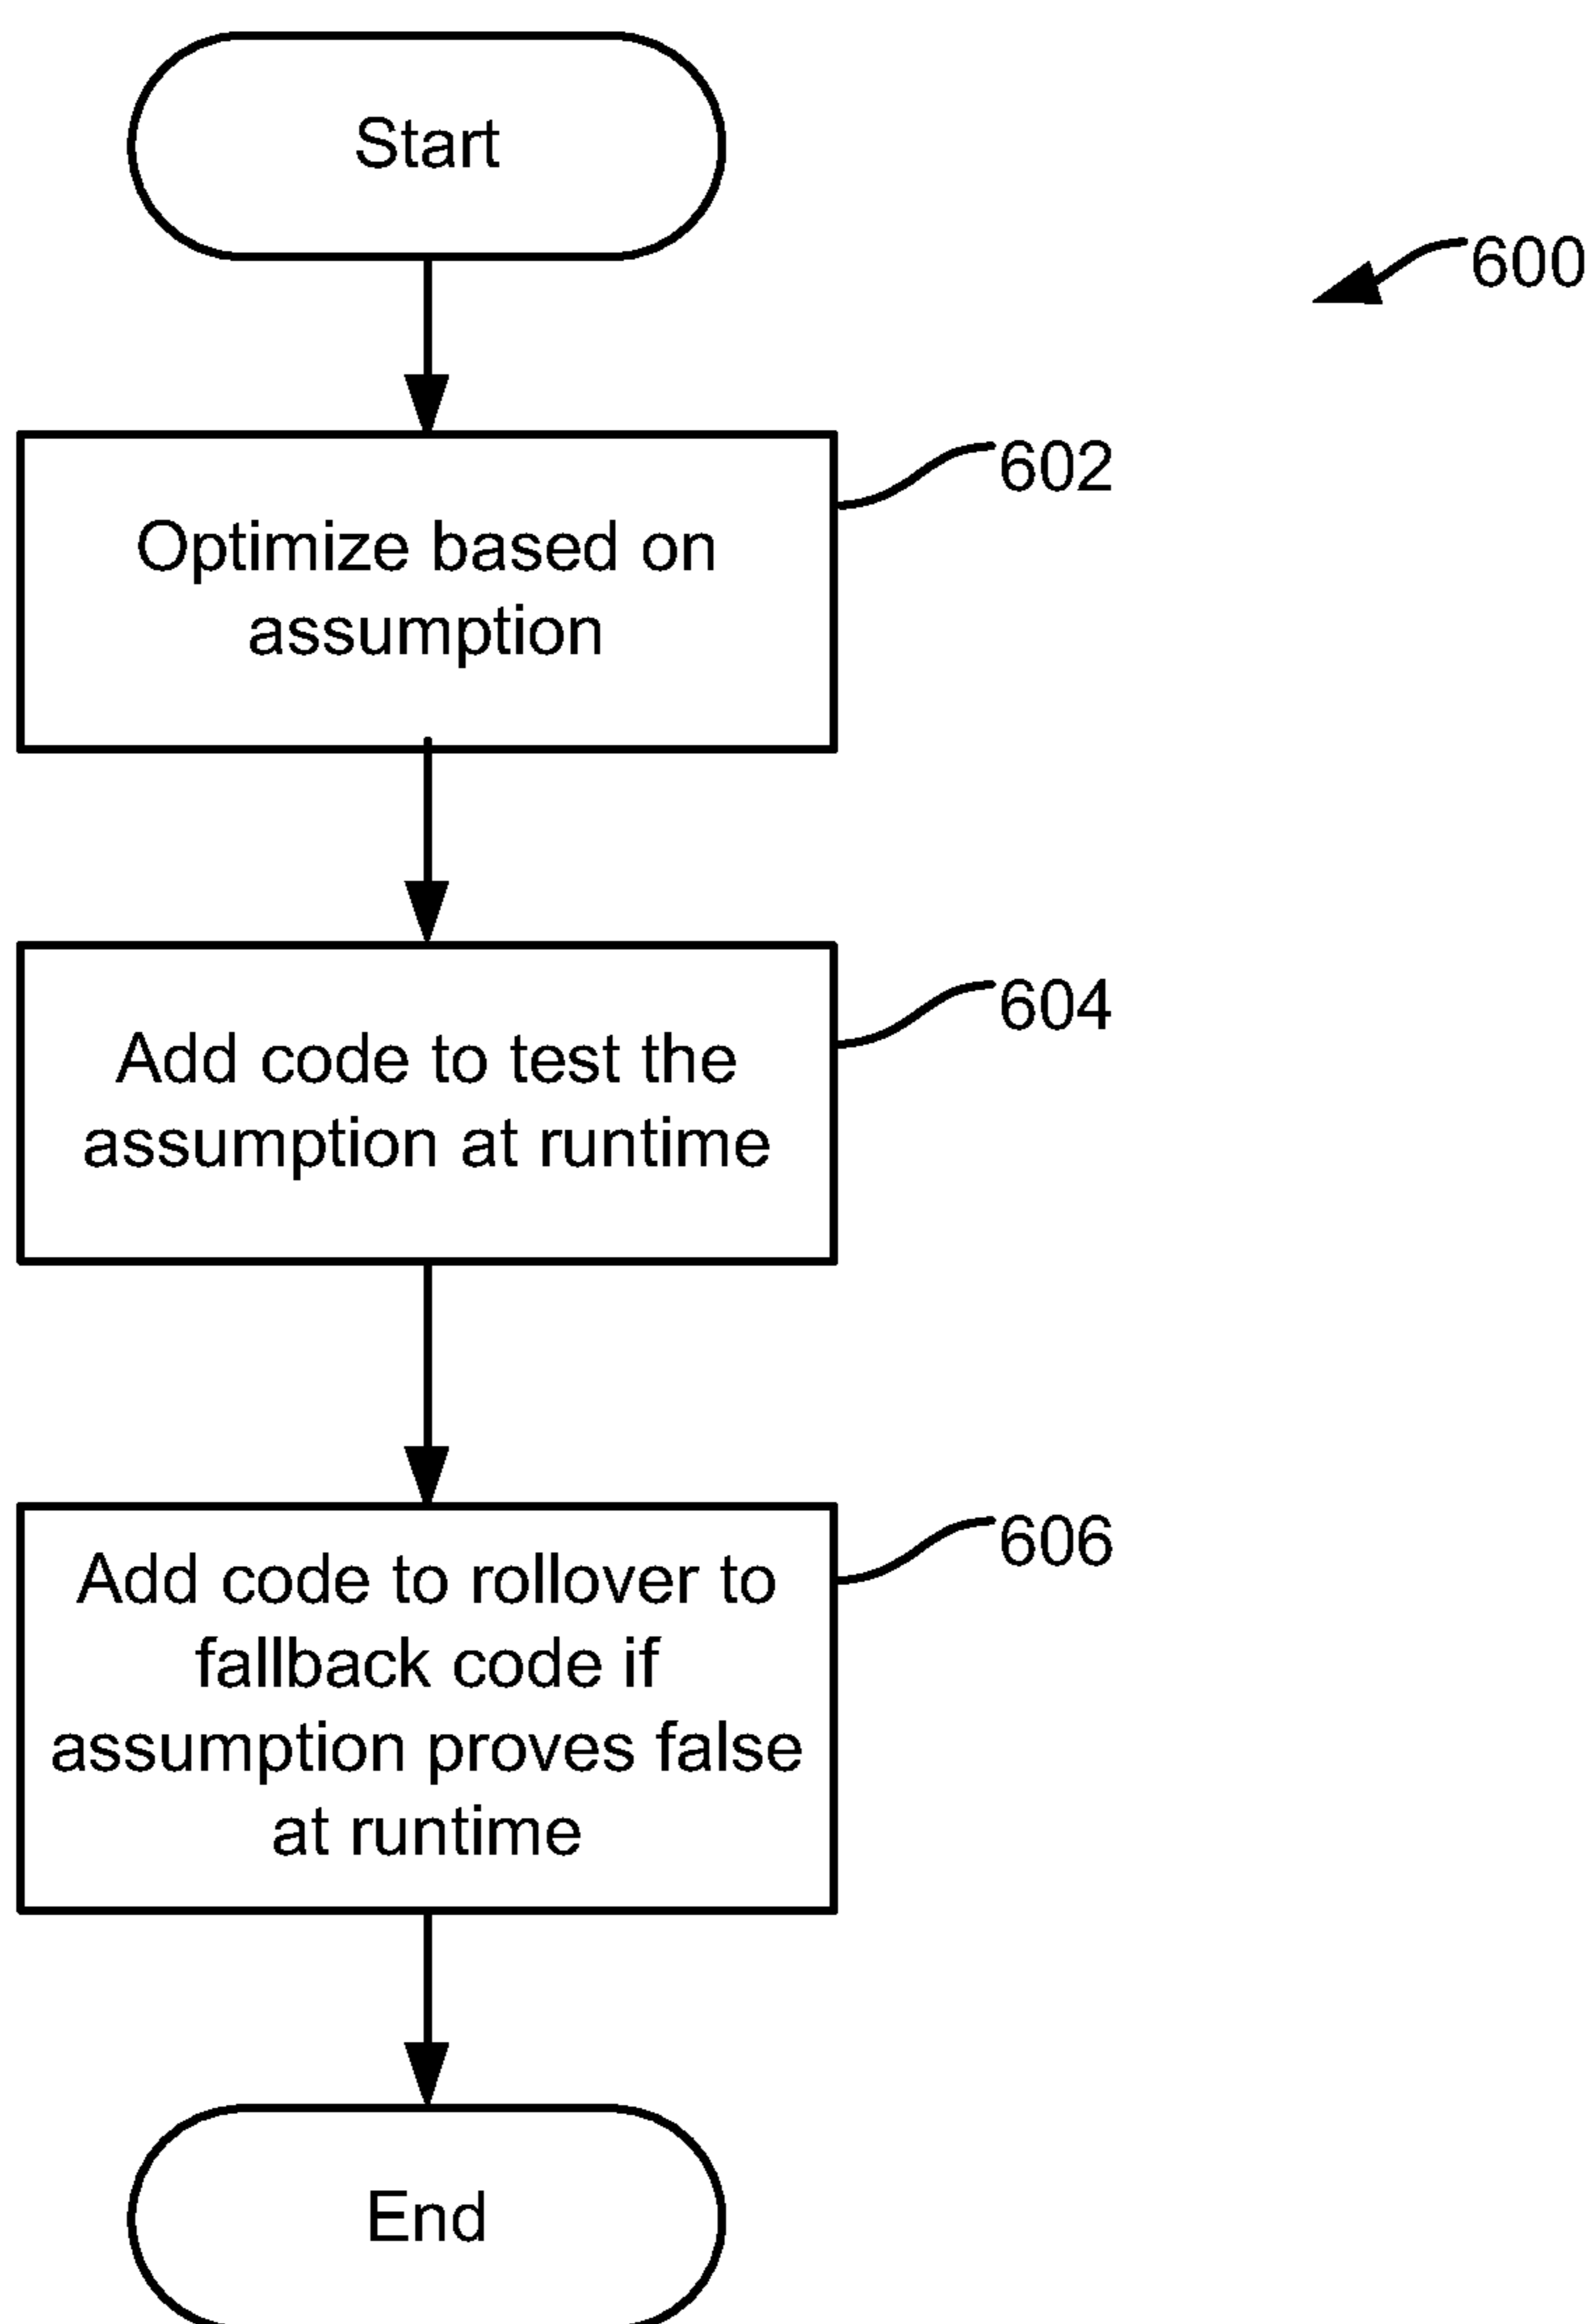 Start
600
602
Optimize based on
assumption
604
Add code to test the
assumption at runtime
606
Add code to rollover to
fallback code if
assumption proves false
at runtime
End